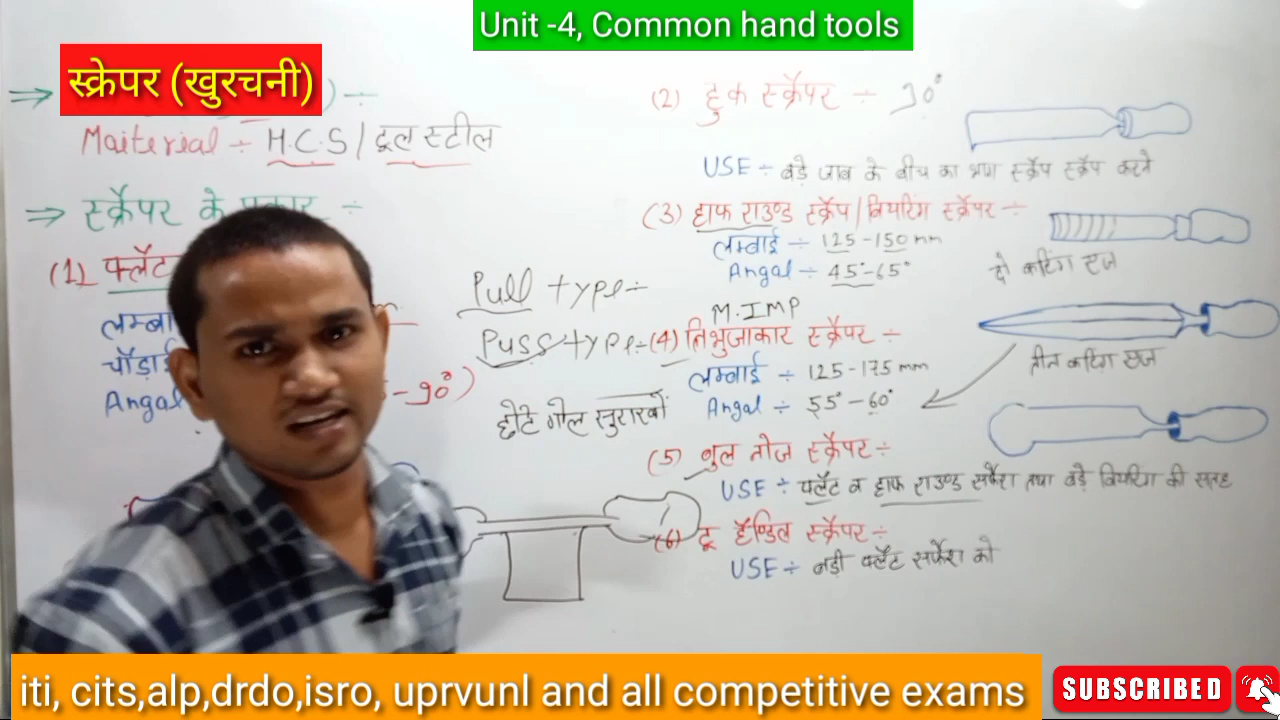 Unit -4, Common hand tools
स्क्रेपर (खुरचनी)
⇒ ) ÷
Maiterial ÷ H.C.S / टूल स्टील
⇒ स्क्रैपर के प्रकार ÷
(1) फ्लैट
लम्बा
चौड़ाई
Angal - 90°)
Pull type ÷
Puss type ÷
छोटे गोल सुराखों
(2) हुक स्क्रैपर ÷ 90°
USE ÷ बड़े जाब के बीच का भाग स्क्रैप स्क्रैप करने
(3) हाफ राउण्ड स्क्रैप / बियरिंग स्क्रैपर ÷
लम्बाई ÷ 125 - 150 mm
Angal ÷ 45° - 65°
दो कटिंग एज
M.IMP
(4) त्रिभुजाकार स्क्रैपर ÷
लम्बाई ÷ 125 - 175 mm
Angal ÷ 55° - 60°
तीन कटिंग एज
(5) बुल नोज स्क्रैपर ÷
USE ÷ फ्लैट व हाफ राउण्ड सर्फेश तथा बड़े बियरिंग की सतह
(6) टू हैण्डिल स्क्रैपर ÷
USE ÷ बड़ी फ्लैट सर्फेश को
iti, cits,alp,drdo,isro, uprvunl and all competitive exams
SUBSCRIBED